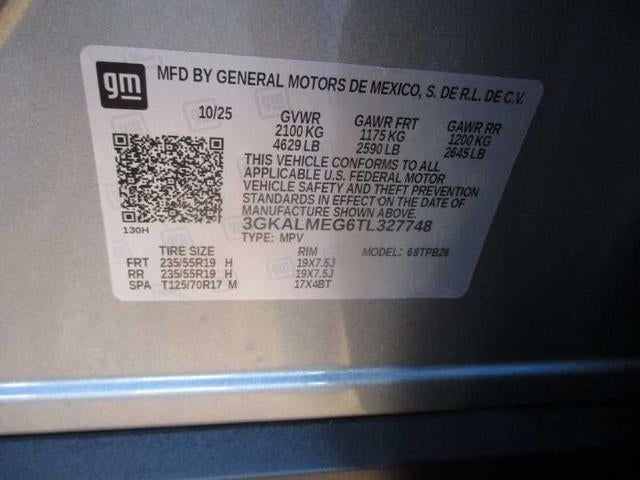 gm MFD BY GENERAL MOTORS DE MEXICO, S. DE R.L. DE C.V.
10/25 GVWR GAWR FRT GAWR RR
2100 KG 1175 KG 1200 KG
4629 LB 2590 LB 2645 LB
THIS VEHICLE CONFORMS TO ALL
APPLICABLE U.S. FEDERAL MOTOR
VEHICLE SAFETY AND THEFT PREVENTION
STANDARDS IN EFFECT ON THE DATE OF
MANUFACTURE SHOWN ABOVE.
130H 3GKALMEG6TL327748
TYPE: MPV MODEL: 68TPB26
TIRE SIZE RIM
FRT 235/55R19 H 19X7.5J
RR 235/55R19 H 19X7.5J
SPA T125/70R17 M 17X4BT